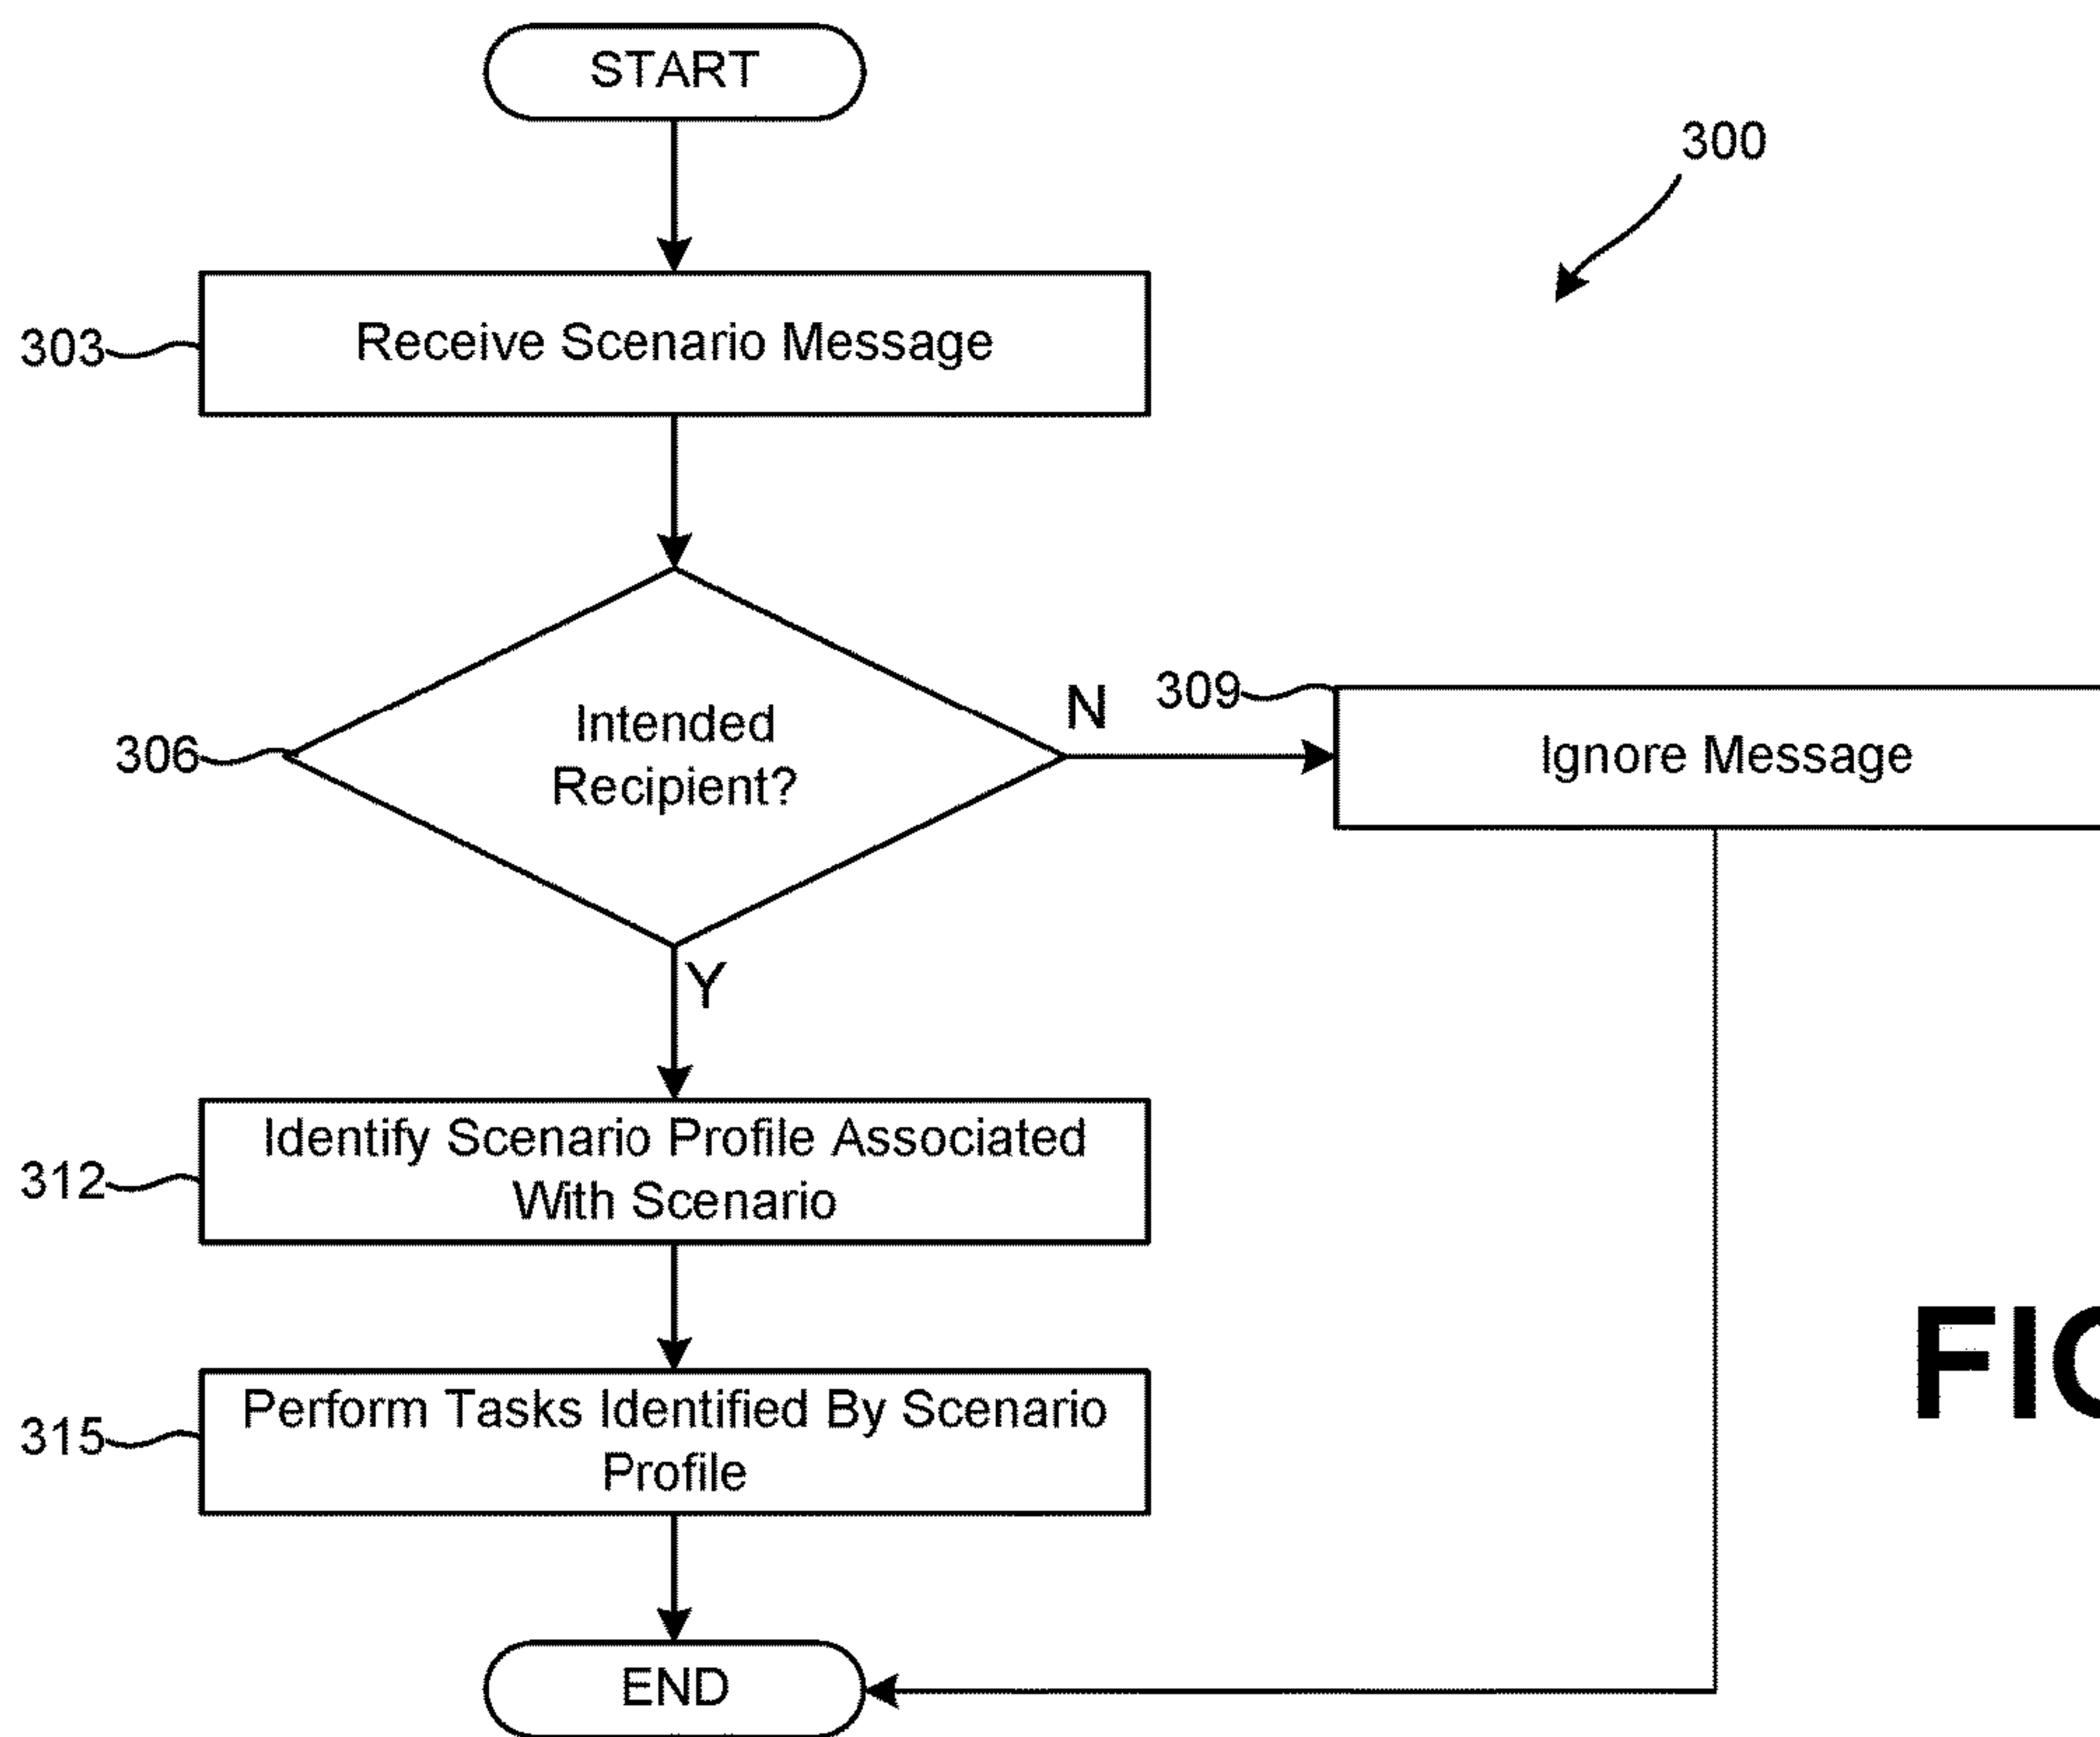 START
300
303
Receive Scenario Message
306
Intended
Recipient?
N
309
Ignore Message
Y
312
Identify Scenario Profile Associated
With Scenario
315
Perform Tasks Identified By Scenario
Profile
END